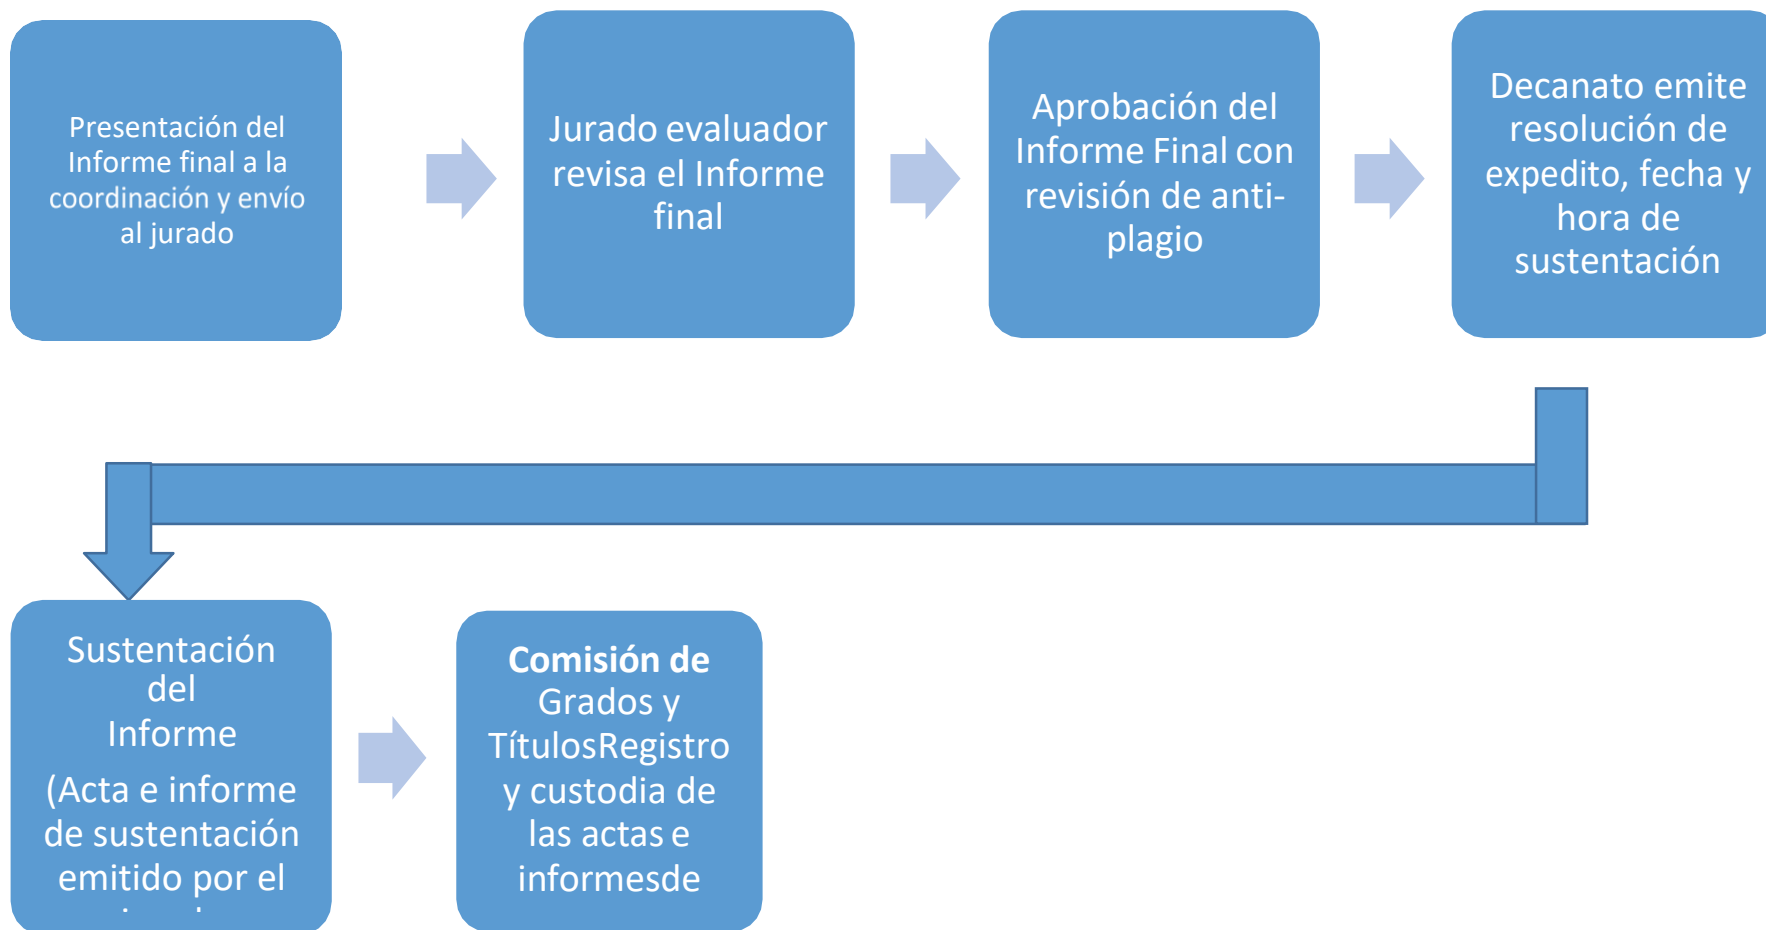 Presentación del
Informe final a la
coordinación y envío
al jurado
Jurado evaluador
revisa el Informe
final
Aprobación del
Informe Final con
revisión de anti-
plagio
Decanato emite
resolución de
expedito, fecha y
hora de
sustentación
Sustentación
del
Informe
(Acta e informe
de sustentación
emitido por el
Comisión de
Grados y
TítulosRegistro
y custodia de
las actas e
informesde